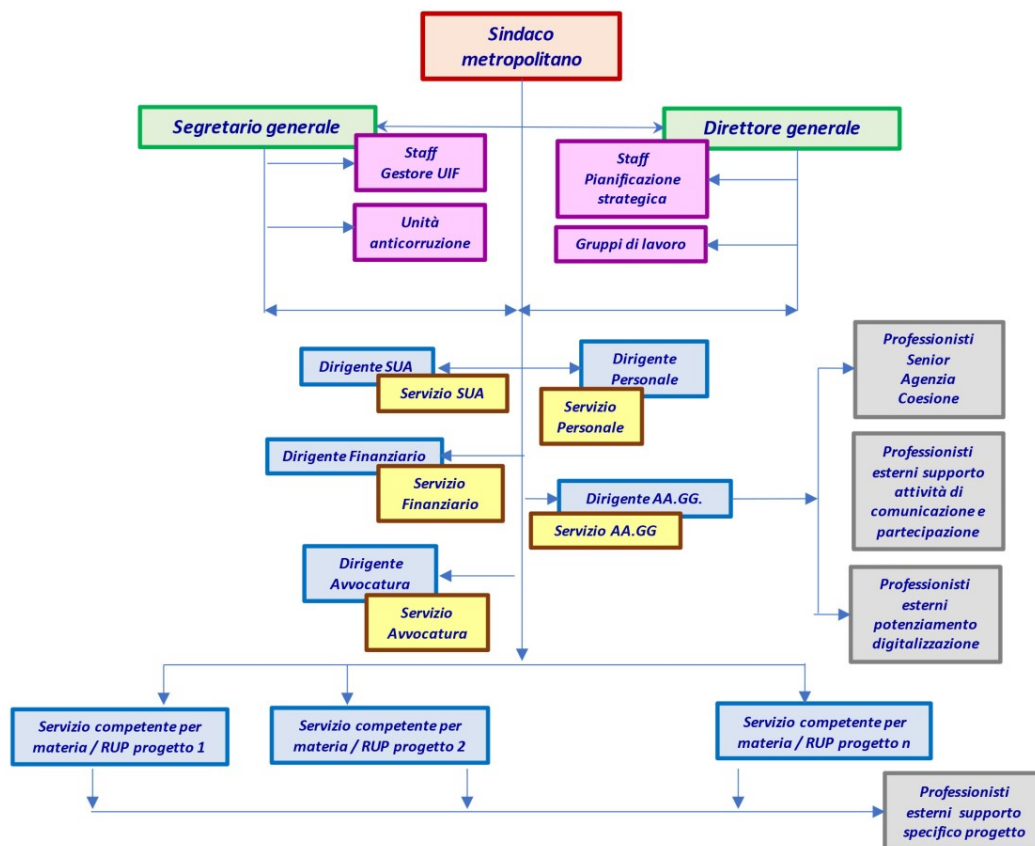 Sindaco
metropolitano
Segretario generale
Direttore generale
Staff
Gestore UIF
Staff
Pianificazione
strategica
Unità
anticorruzione
Gruppi di lavoro
Dirigente SUA
Servizio SUA
Dirigente
Personale
Servizio
Personale
Professionisti
Senior
Agenzia
Coesione
Dirigente Finanziario
Servizio
Finanziario
Dirigente AA.GG.
Servizio AA.GG
Professionisti
esterni supporto
attività di
comunicazione e
partecipazione
Dirigente
Avvocatura
Servizio
Avvocatura
Professionisti
esterni
potenziamento
digitalizzazione
Servizio competente per
materia / RUP progetto 1
Servizio competente per
materia / RUP progetto 2
Servizio competente per
materia / RUP progetto n
Professionisti
esterni supporto
specifico progetto